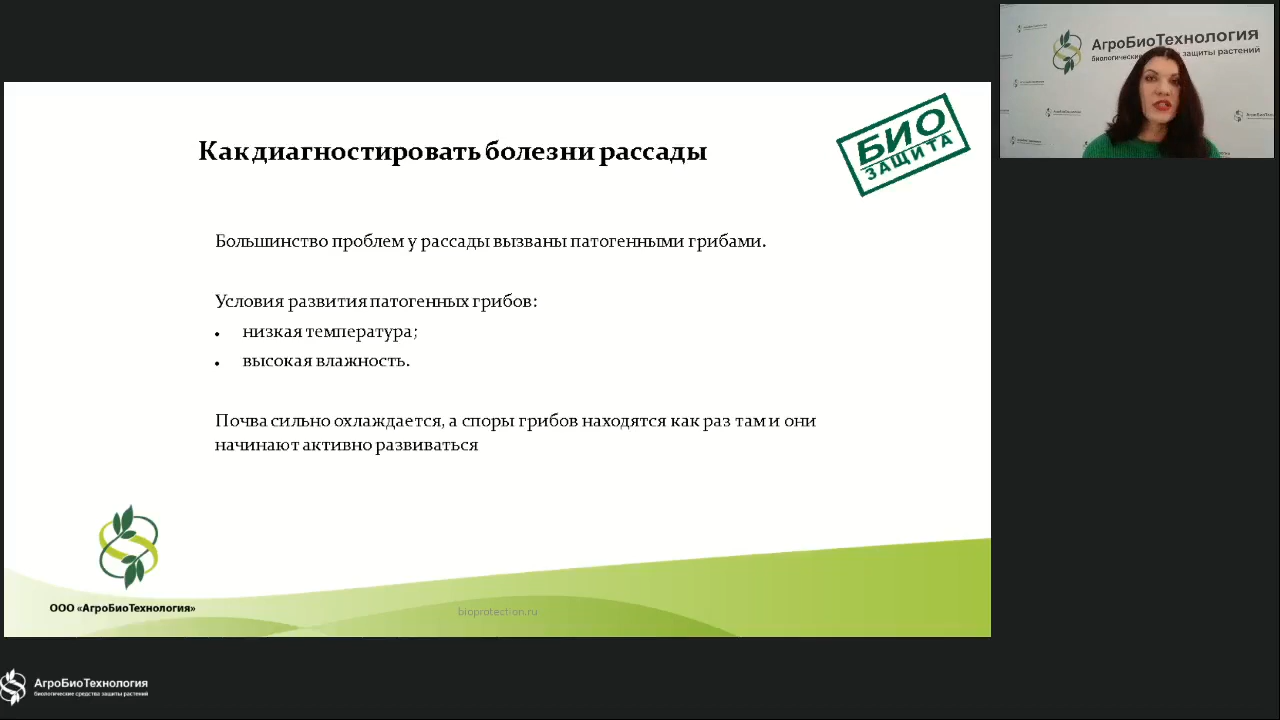 АгроБиоТехнология
Как диагностировать болезни рассады
БИО
ЗАЩИТА
Большинство проблем у рассады вызваны патогенными грибами.
Условия развития патогенных грибов:
• низкая температура;
• высокая влажность.
Почва сильно охлаждается, а споры грибов находятся как раз там и они
начинают активно развиваться
ООО «АгроБиоТехнология»
bioprotection.ru
АгроБиоТехнология
биологические средства защиты растений